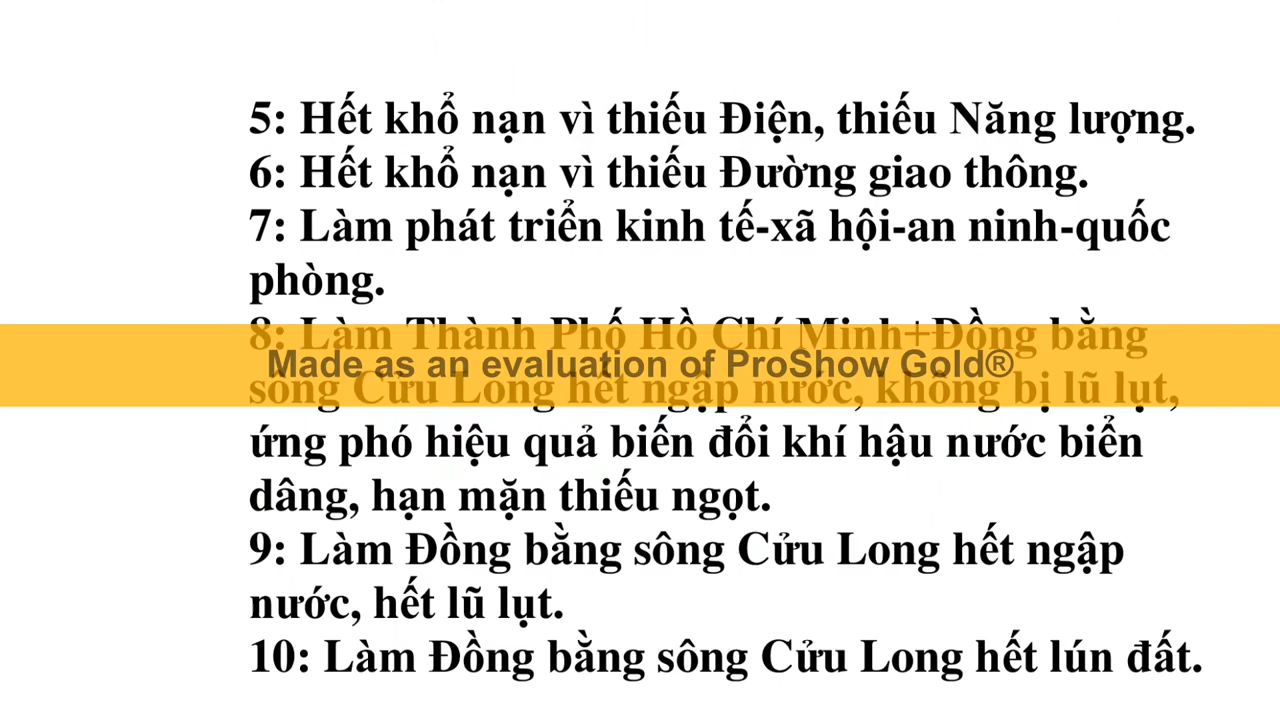 5: Hết khổ nạn vì thiếu Điện, thiếu Năng lượng.
6: Hết khổ nạn vì thiếu Đường giao thông.
7: Làm phát triển kinh tế-xã hội-an ninh-quốc
phòng.
8: Làm Thành Phố Hồ Chí Minh+Đồng bằng
Made as an evaluation of ProShow Gold®
sông Cửu Long hết ngập nước, không bị lũ lụt,
ứng phó hiệu quả biến đổi khí hậu nước biển
dâng, hạn mặn thiếu ngọt.
9: Làm Đồng bằng sông Cửu Long hết ngập
nước, hết lũ lụt.
10: Làm Đồng bằng sông Cửu Long hết lún đất.